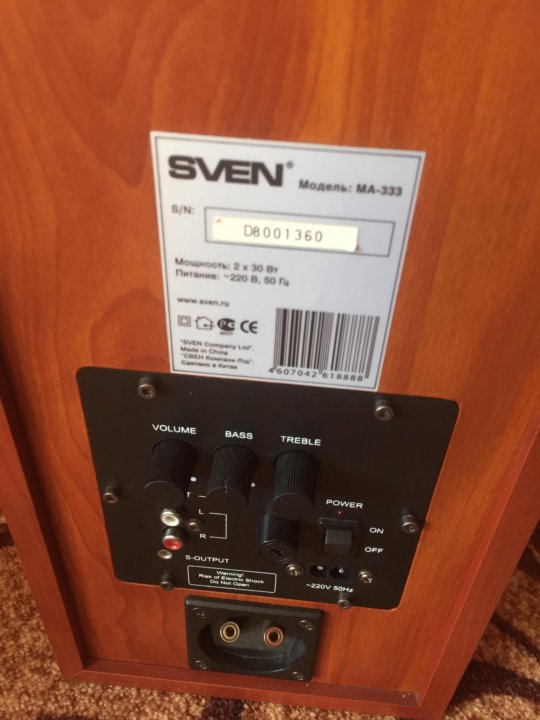 SVEN®
Модель: MA-333
S/N:
D8001360
Мощность: 2 x 30 Вт
Питание: ~220 В, 50 Гц
www.sven.ru
CE
"SVEN Company Ltd".
Made in China
"СВЕН Компани Лтд".
Сделано в Китае
4607042 618888
VOLUME
BASS
TREBLE
POWER
L
ON
R
OFF
S-OUTPUT
Warning!
Risk of Electric Shock
Do Not Open
~220V 50Hz